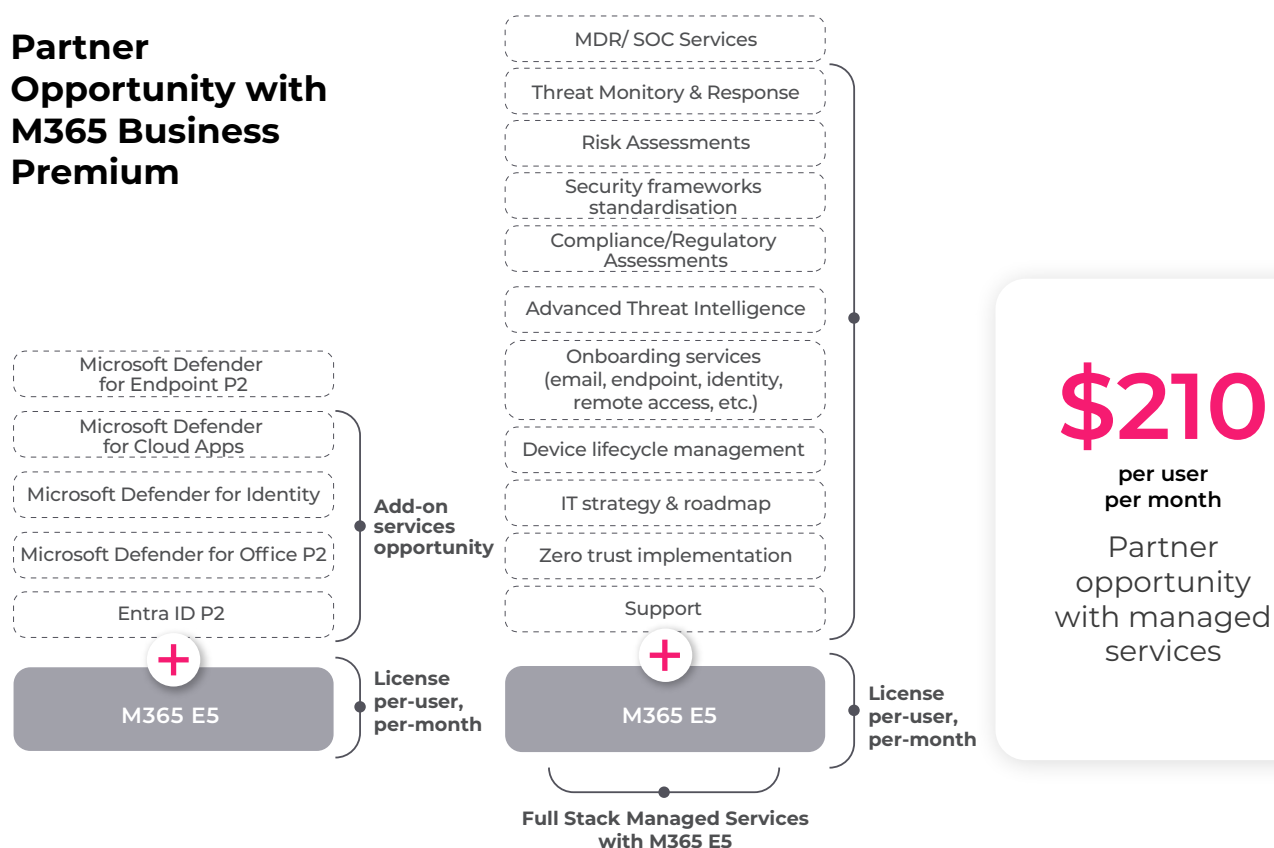 Partner
Opportunity with
M365 Business
Premium
Microsoft Defender
for Endpoint P2
Microsoft Defender
for Cloud Apps
Microsoft Defender for Identity
Microsoft Defender for Office P2
Entra ID P2
+
M365 E5
Add-on
services
opportunity
License
per-user,
per-month
MDR/ SOC Services
Threat Monitory & Response
Risk Assessments
Security frameworks
standardisation
Compliance/Regulatory
Assessments
Advanced Threat Intelligence
Onboarding services
(email, endpoint, identity,
remote access, etc.)
Device lifecycle management
IT strategy & roadmap
Zero trust implementation
Support
+
M365 E5
License
per-user,
per-month
Full Stack Managed Services
with M365 E5
$210
per user
per month
Partner
opportunity
with managed
services